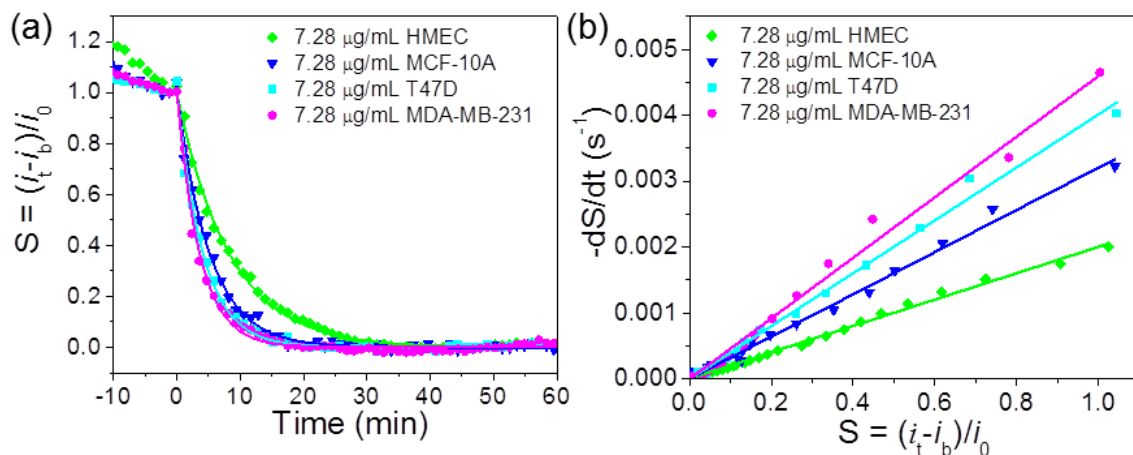 (a)
1.2
1.0
0.8
0.6
0.4
0.2
0.0
S = (i_t-i_b)/i_0
7.28 μg/mL HMEC
7.28 μg/mL MCF-10A
7.28 μg/mL T47D
7.28 μg/mL MDA-MB-231
-10 0 10 20 30 40 50 60
Time (min)
(b)
0.005
0.004
0.003
0.002
0.001
0.000
-dS/dt (s⁻¹)
7.28 μg/mL HMEC
7.28 μg/mL MCF-10A
7.28 μg/mL T47D
7.28 μg/mL MDA-MB-231
0.0 0.2 0.4 0.6 0.8 1.0
S = (i_t-i_b)/i_0